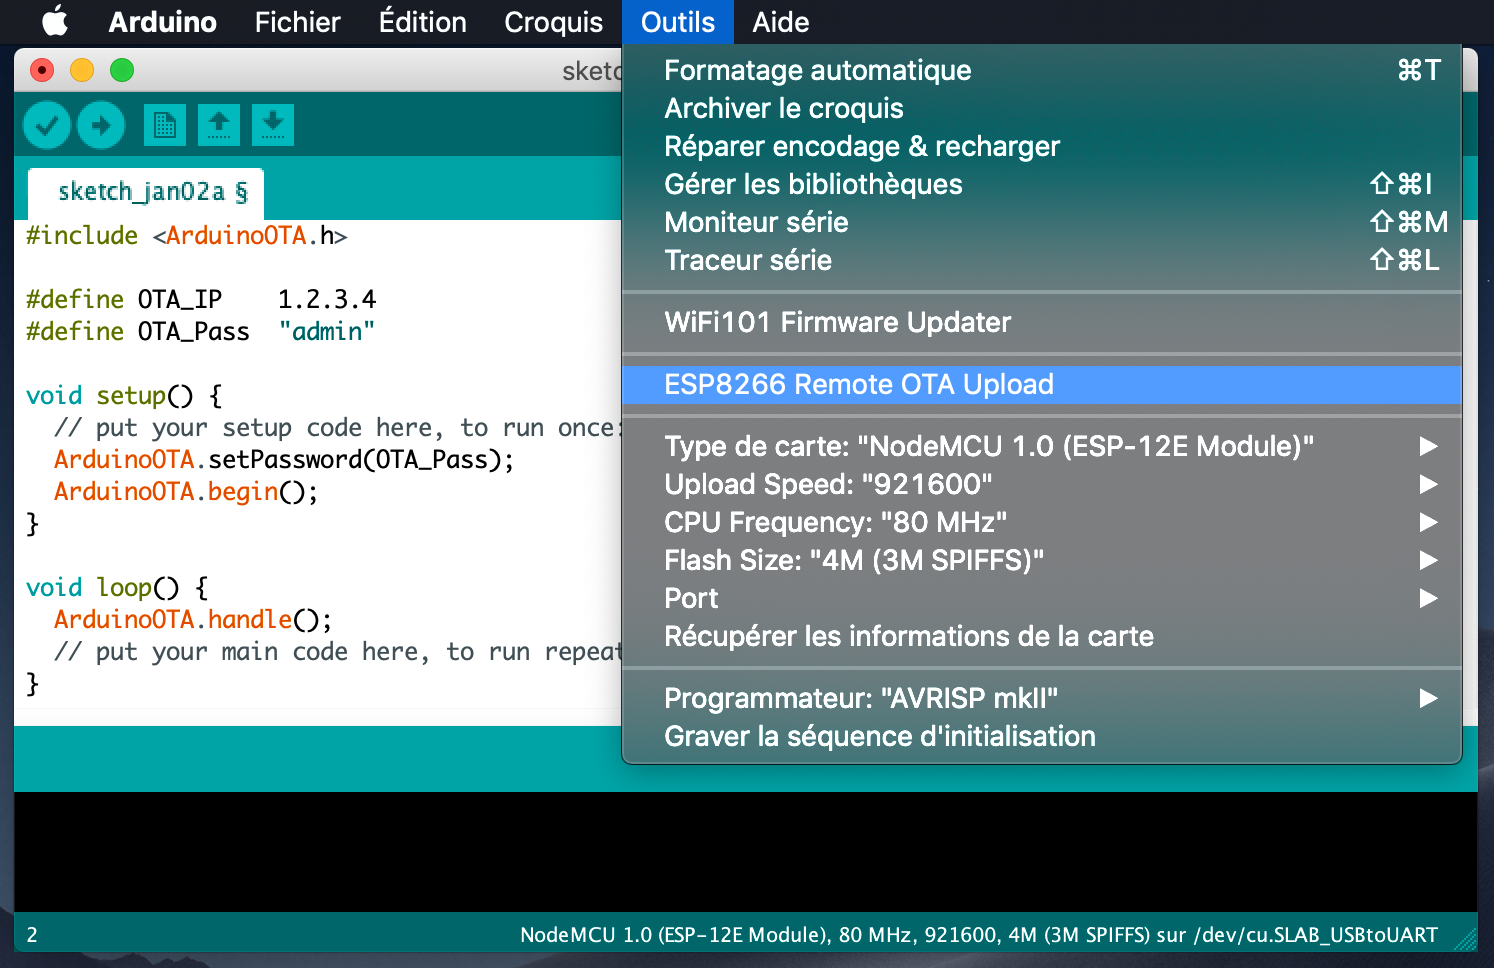 Arduino Fichier Édition Croquis Outils Aide
sketc
sketch_jan02a §
#include <ArduinoOTA.h>
#define OTA_IP    1.2.3.4
#define OTA_Pass  "admin"
void setup() {
  // put your setup code here, to run once:
  ArduinoOTA.setPassword(OTA_Pass);
  ArduinoOTA.begin();
}
void loop() {
  ArduinoOTA.handle();
  // put your main code here, to run repeat
}
Formatage automatique ⌘T
Archiver le croquis
Réparer encodage & recharger
Gérer les bibliothèques ⇧⌘I
Moniteur série ⇧⌘M
Traceur série ⇧⌘L
WiFi101 Firmware Updater
ESP8266 Remote OTA Upload
Type de carte: "NodeMCU 1.0 (ESP-12E Module)" ▶
Upload Speed: "921600" ▶
CPU Frequency: "80 MHz" ▶
Flash Size: "4M (3M SPIFFS)" ▶
Port ▶
Récupérer les informations de la carte
Programmateur: "AVRISP mkII" ▶
Graver la séquence d'initialisation
2 NodeMCU 1.0 (ESP-12E Module), 80 MHz, 921600, 4M (3M SPIFFS) sur /dev/cu.SLAB_USBtoUART